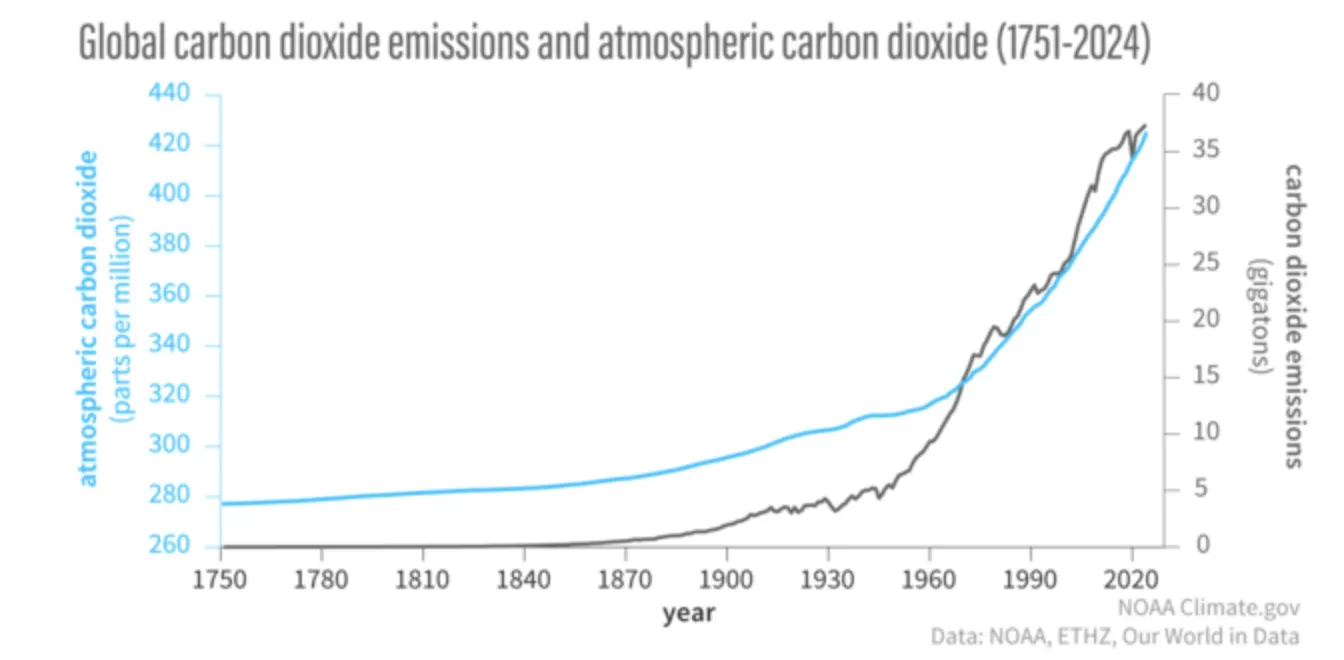 Global carbon dioxide emissions and atmospheric carbon dioxide (1751-2024)
atmospheric carbon dioxide
(parts per million)
440
420
400
380
360
340
320
300
280
260
40
35
30
25
20
15
10
5
0
carbon dioxide emissions
(gigatons)
1750 1780 1810 1840 1870 1900 1930 1960 1990 2020
year
NOAA Climate.gov
Data: NOAA, ETHZ, Our World in Data